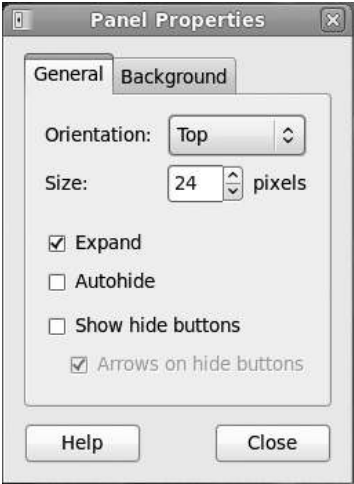 Panel Properties
General Background
Orientation: Top
Size: 24 pixels
Expand
Autohide
Show hide buttons
Arrows on hide buttons
Help Close